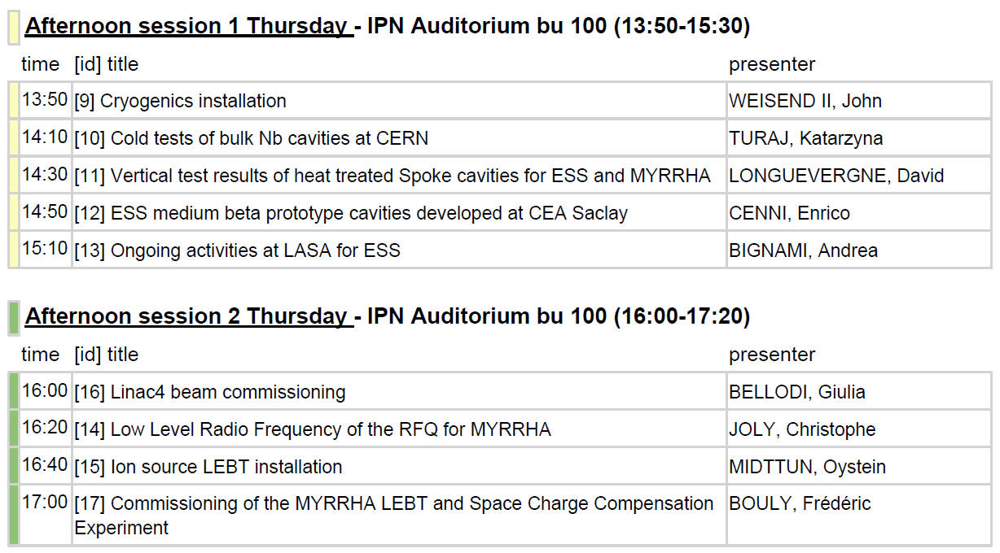 Afternoon session 1 Thursday - IPN Auditorium bu 100 (13:50-15:30)
time [id] title presenter
13:50 [9] Cryogenics installation WEISEND II, John
14:10 [10] Cold tests of bulk Nb cavities at CERN TURAJ, Katarzyna
14:30 [11] Vertical test results of heat treated Spoke cavities for ESS and MYRRHA LONGUEVERGNE, David
14:50 [12] ESS medium beta prototype cavities developed at CEA Saclay CENNI, Enrico
15:10 [13] Ongoing activities at LASA for ESS BIGNAMI, Andrea
Afternoon session 2 Thursday - IPN Auditorium bu 100 (16:00-17:20)
time [id] title presenter
16:00 [16] Linac4 beam commissioning BELLODI, Giulia
16:20 [14] Low Level Radio Frequency of the RFQ for MYRRHA JOLY, Christophe
16:40 [15] Ion source LEBT installation MIDTTUN, Oystein
17:00 [17] Commissioning of the MYRRHA LEBT and Space Charge Compensation BOULY, Frédéric
Experiment